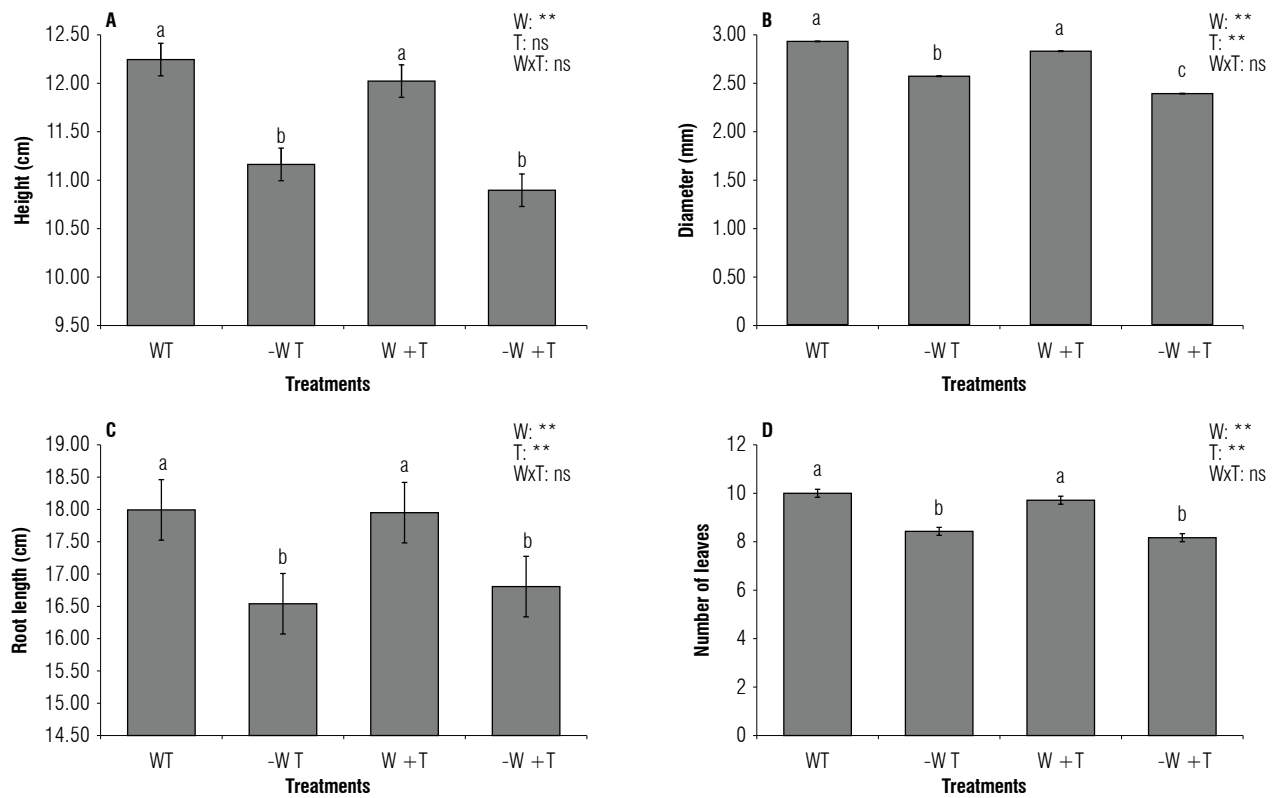 A
W: **
T: ns
WxT: ns
a
b
a
b
12.50
12.00
11.50
11.00
10.50
10.00
9.50
Height (cm)
WT
-W T
W +T
-W +T
Treatments
B
W: **
T: **
WxT: ns
a
b
a
c
3.00
2.50
2.00
1.50
1.00
0.50
0
Diameter (mm)
WT
-W T
W +T
-W +T
Treatments
C
W: **
T: **
WxT: ns
a
b
a
b
19.00
18.50
18.00
17.50
17.00
16.50
16.00
15.50
15.00
14.50
Root length (cm)
WT
-W T
W +T
-W +T
Treatments
D
W: **
T: **
WxT: ns
a
b
a
b
12
10
8
6
4
2
0
Number of leaves
WT
-W T
W +T
-W +T
Treatments